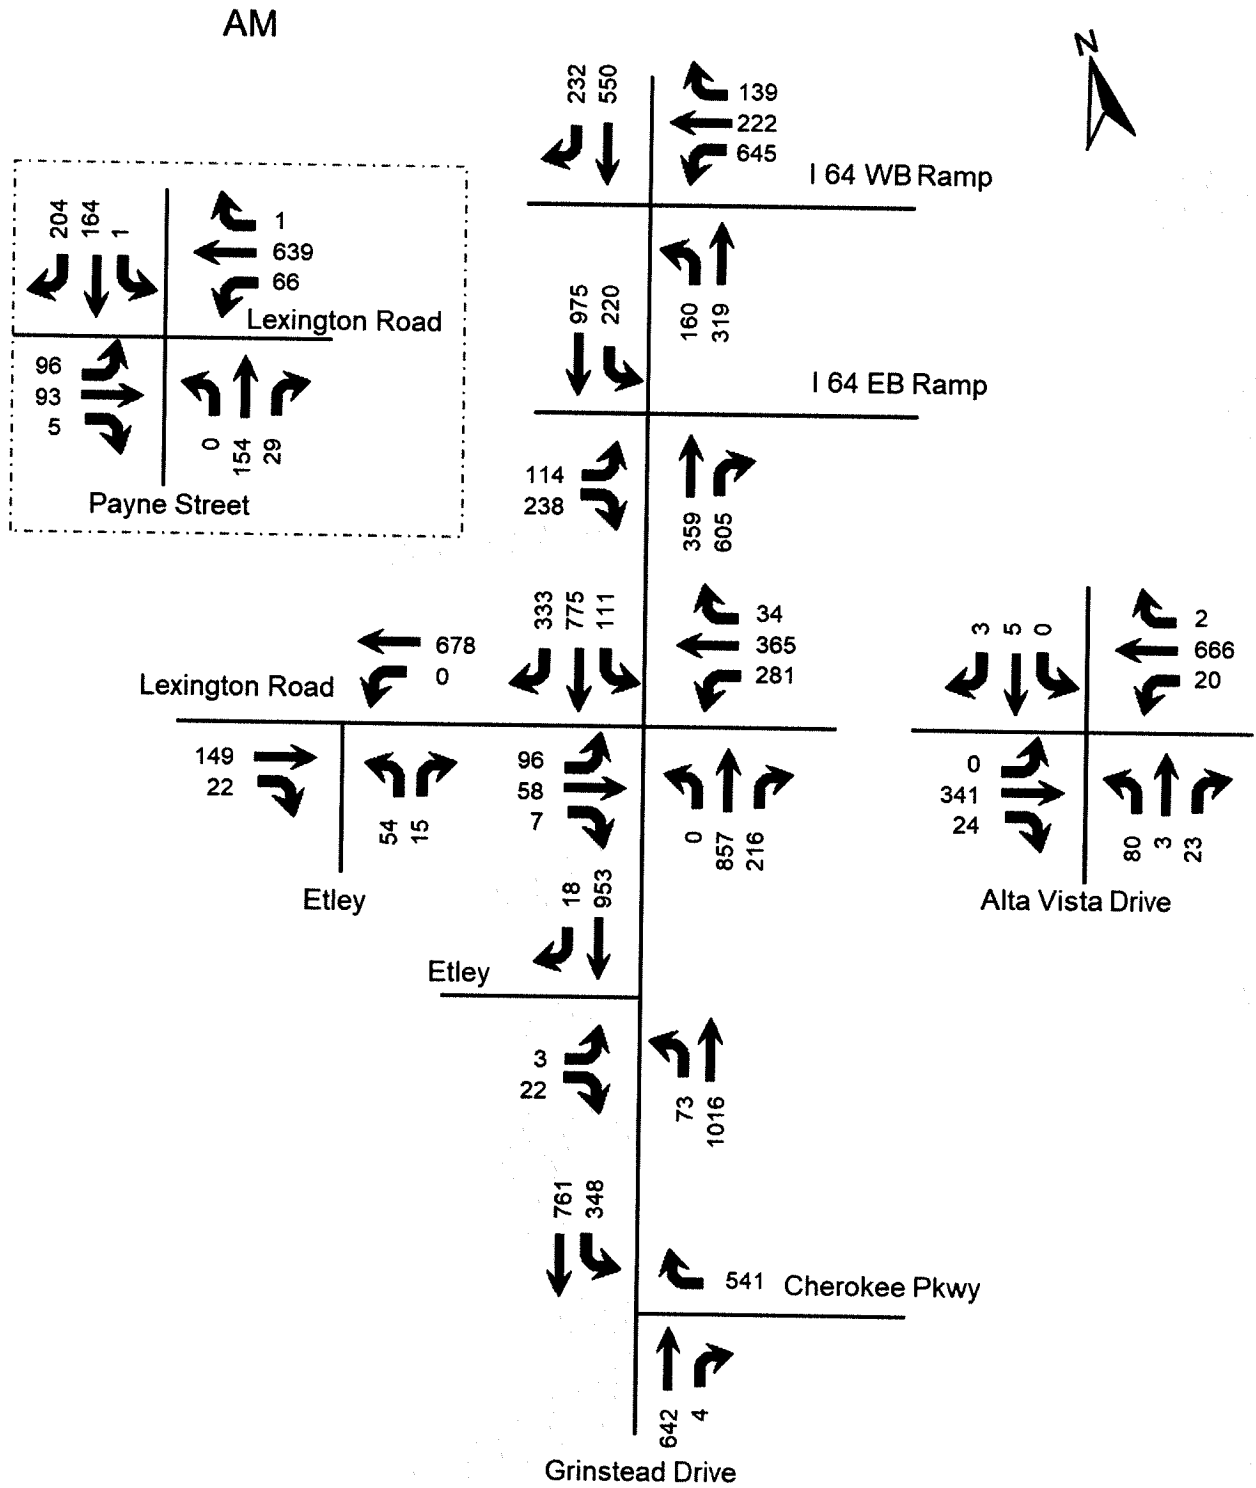 AM
N
232 550
139
222
645
I 64 WB Ramp
160 319
204 164 1
1
639
66
Lexington Road
96
93
5
0 154 29
Payne Street
975 220
I 64 EB Ramp
114
238
359 605
678
0
Lexington Road
149
22
54 15
Etley
333 775 111
34
365
281
96
58
7
0 857 216
3 5 0
2
666
20
0
341
24
80 3 23
Alta Vista Drive
18 953
Etley
3
22
73 1016
761 348
541
Cherokee Pkwy
642 4
Grinstead Drive